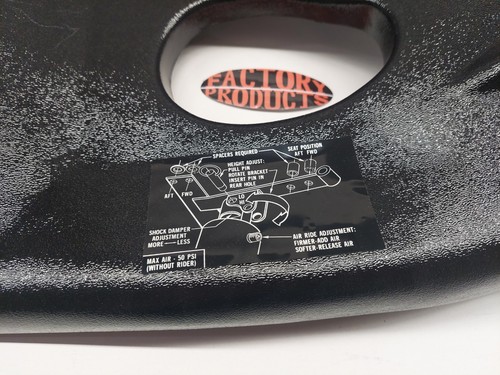 FACTORY
PRODUCTS
SPACERS REQUIRED
SEAT POSITION
AFT FWD
HEIGHT ADJUST:
PULL PIN
ROTATE BRACKET
INSERT PIN IN
REAR HOLE
AFT FWD
HI
LO
SHOCK DAMPER
ADJUSTMENT
MORE LESS
AIR RIDE ADJUSTMENT:
FIRMER-ADD AIR
SOFTER-RELEASE AIR
MAX AIR - 50 PSI
(WITHOUT RIDER)